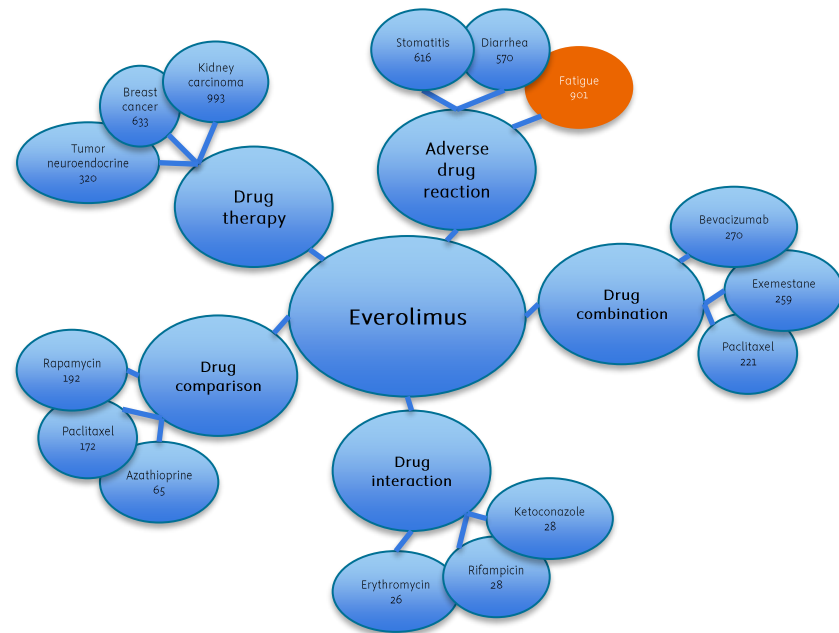 Stomatitis
616
Diarrhea
570
Fatigue
901
Kidney
carcinoma
993
Breast
cancer
633
Tumor
neuroendocrine
320
Drug
therapy
Adverse
drug
reaction
Bevacizumab
270
Exemestane
259
Paclitaxel
221
Drug
combination
Everolimus
Drug
comparison
Rapamycin
192
Paclitaxel
172
Azathioprine
65
Drug
interaction
Ketoconazole
28
Rifampicin
28
Erythromycin
26